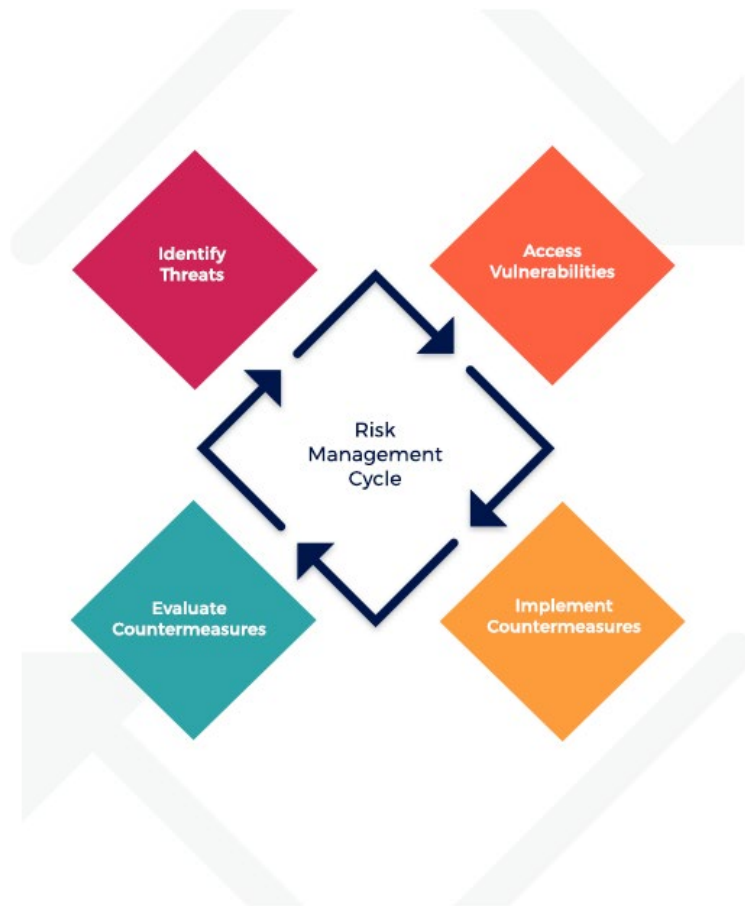 Identify
Threats
Access
Vulnerabilities
Risk
Management
Cycle
Evaluate
Countermeasures
Implement
Countermeasures